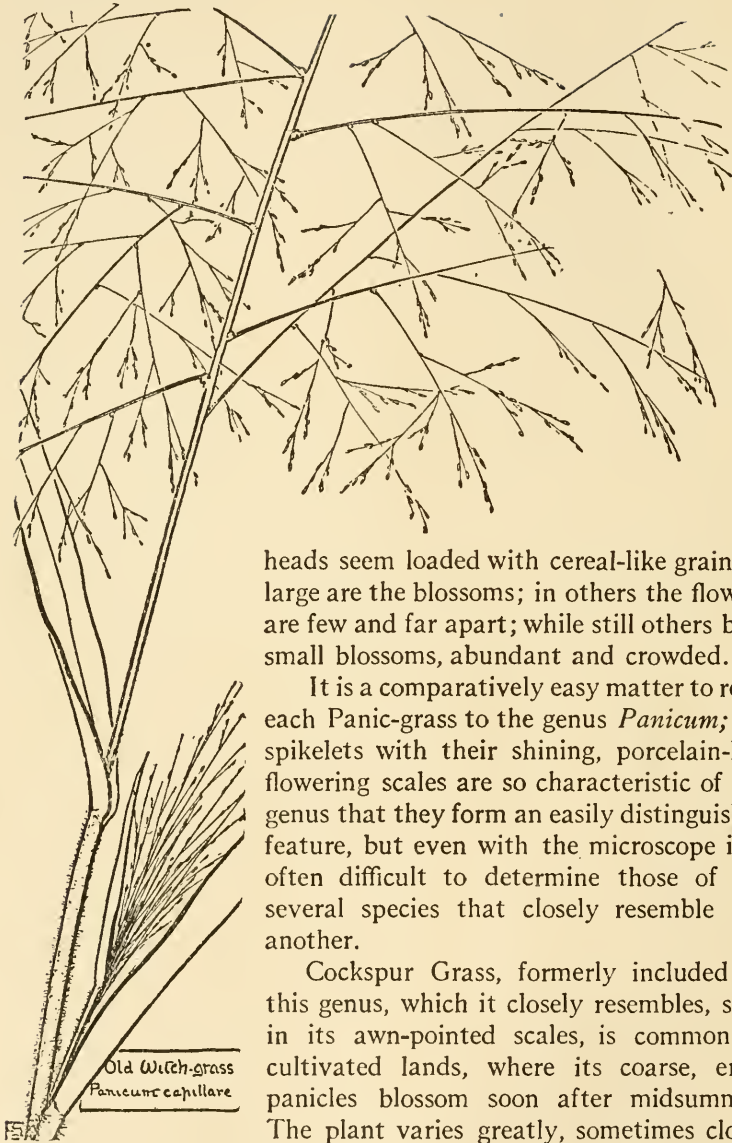 heads seem loaded with cereal-like grain
large are the blossoms; in others the flow
are few and far apart; while still others b
small blossoms, abundant and crowded.
It is a comparatively easy matter to re
each Panic-grass to the genus Panicum;
spikelets with their shining, porcelain-l
flowering scales are so characteristic of
genus that they form an easily distinguis
feature, but even with the microscope i
often difficult to determine those of
several species that closely resemble
another.
Cockspur Grass, formerly included
this genus, which it closely resembles, s
in its awn-pointed scales, is common
cultivated lands, where its coarse, er
panicles blossom soon after midsumn
The plant varies greatly, sometimes clo
Old Witch-grass
Panicum capillare